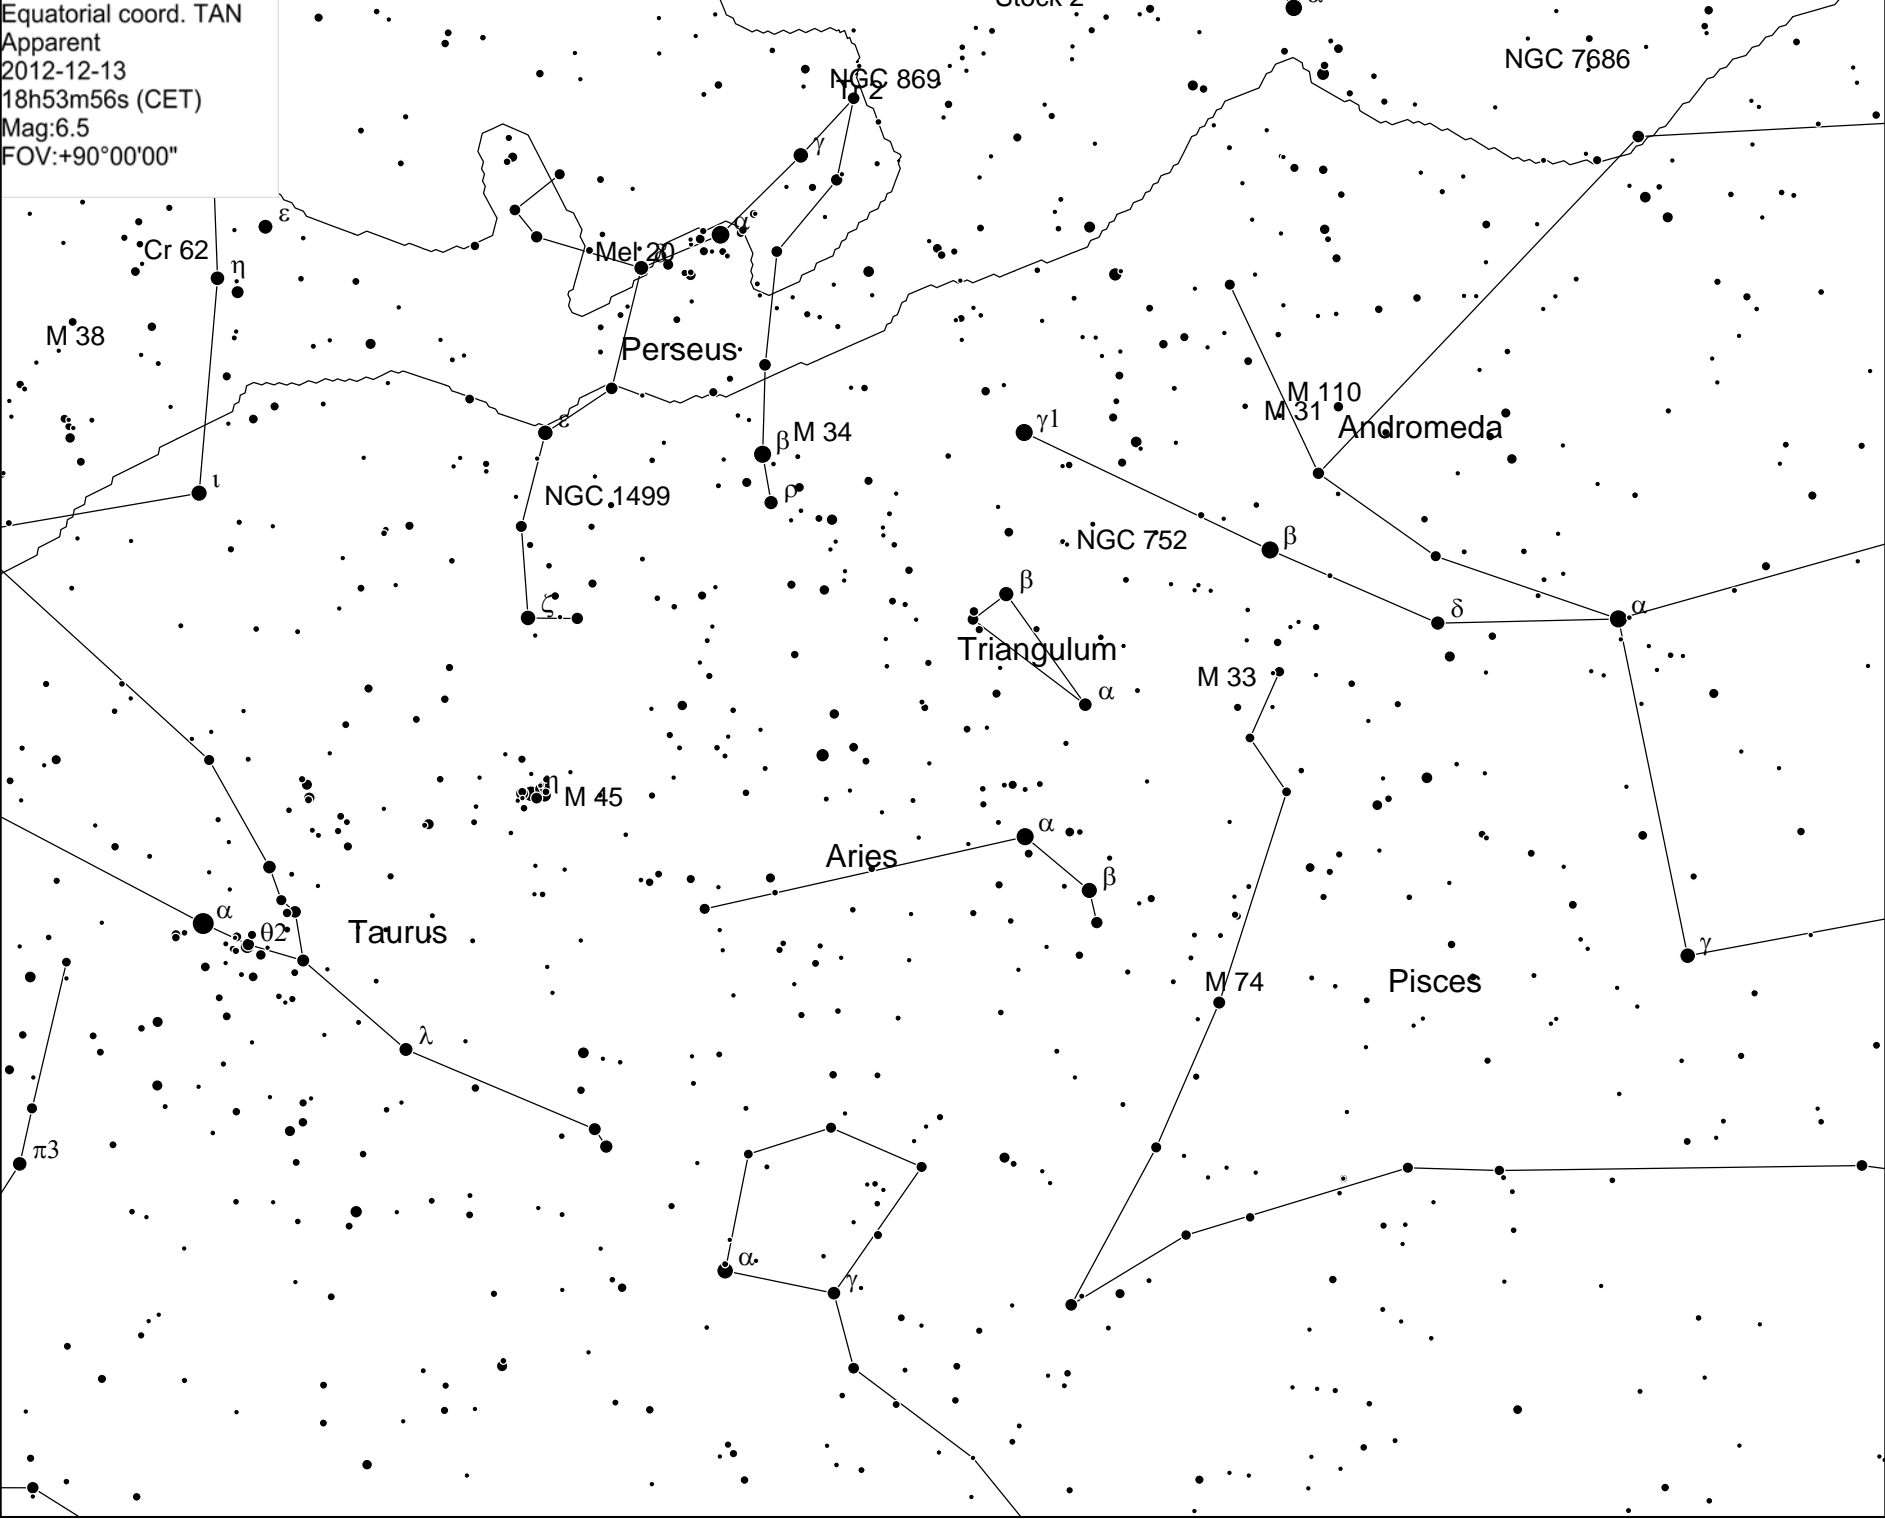 Equatorial coord. TAN
Apparent
2012-12-13
18h53m56s (CET)
Mag:6.5
FOV:+90°00'00"
Stock 2
α
NGC 7686
NGC 869
γ
ε
Cr 62
η
α
Mel 20
δ
M 38
Perseus
M 110
M 31
Andromeda
γ1
ε
β
M 34
ι
ρ
NGC 1499
NGC 752
β
β
δ
α
ζ
Triangulum
M 33
α
η
M 45
α
Aries
β
α
θ2
Taurus
γ
M 74
Pisces
λ
π3
α
γ